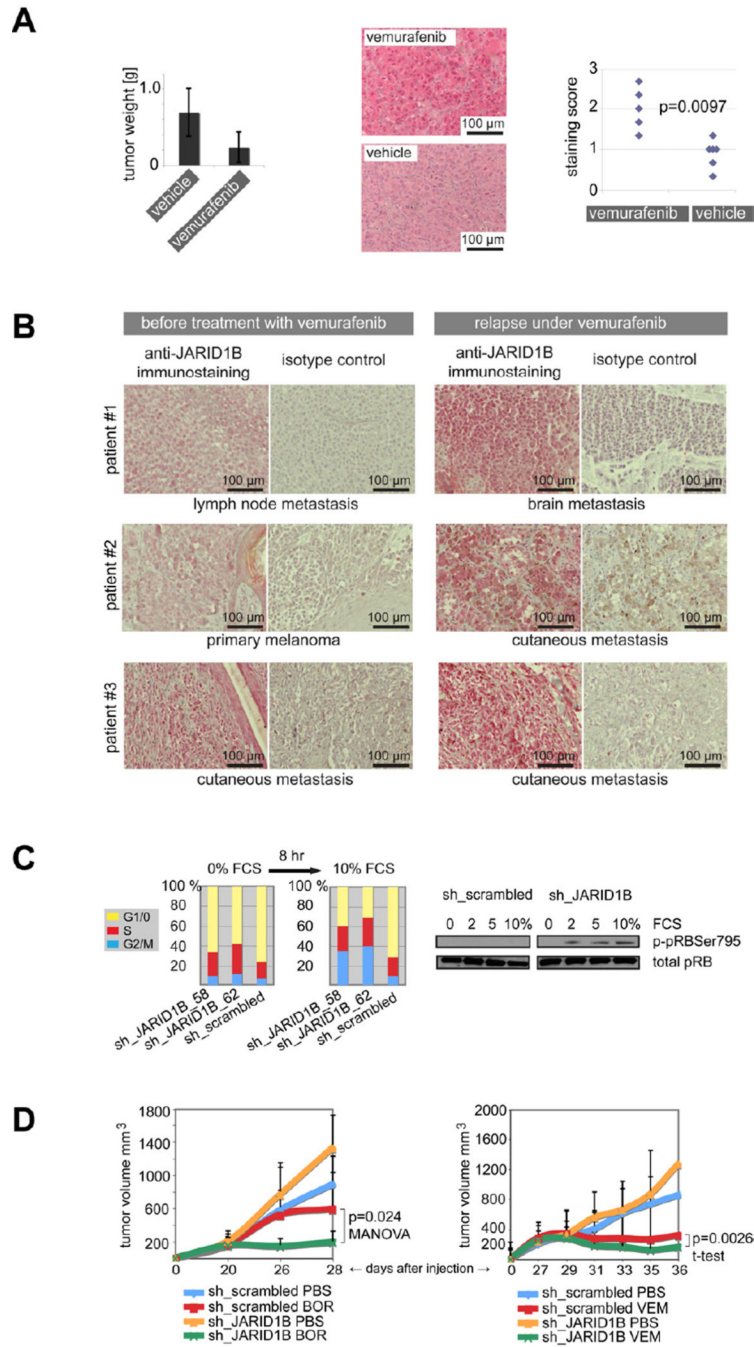 A
tumor weight [g]
1.0
0
vehicle
vemurafenib
vemurafenib
100 µm
vehicle
100 µm
staining score
3
2
1
0
p=0.0097
vemurafenib
vehicle
B
before treatment with vemurafenib
relapse under vemurafenib
anti-JARID1B immunostaining
isotype control
anti-JARID1B immunostaining
isotype control
patient #1
100 µm
100 µm
100 µm
100 µm
lymph node metastasis
brain metastasis
patient #2
100 µm
100 µm
100 µm
100 µm
primary melanoma
cutaneous metastasis
patient #3
100 µm
100 µm
100 µm
100 µm
cutaneous metastasis
cutaneous metastasis
C
8 hr
0% FCS
10% FCS
G1/0
S
G2/M
100 %
80
60
40
20
sh_JARID1B_58
sh_JARID1B_62
sh_scrambled
100 %
80
60
40
20
sh_JARID1B_58
sh_JARID1B_62
sh_scrambled
sh_scrambled
sh_JARID1B
0 2 5 10%
0 2 5 10%
FCS
p-pRBSer795
total pRB
D
tumor volume mm3
1800
1400
1000
600
200
0 20 26 28
p=0.024
MANOVA
← days after injection →
sh_scrambled PBS
sh_scrambled BOR
sh_JARID1B PBS
sh_JARID1B BOR
tumor volume mm3
2000
1600
1200
800
400
200
0 27 29 31 33 35 36
p=0.0026
t-test
sh_scrambled PBS
sh_scrambled VEM
sh_JARID1B PBS
sh_JARID1B VEM